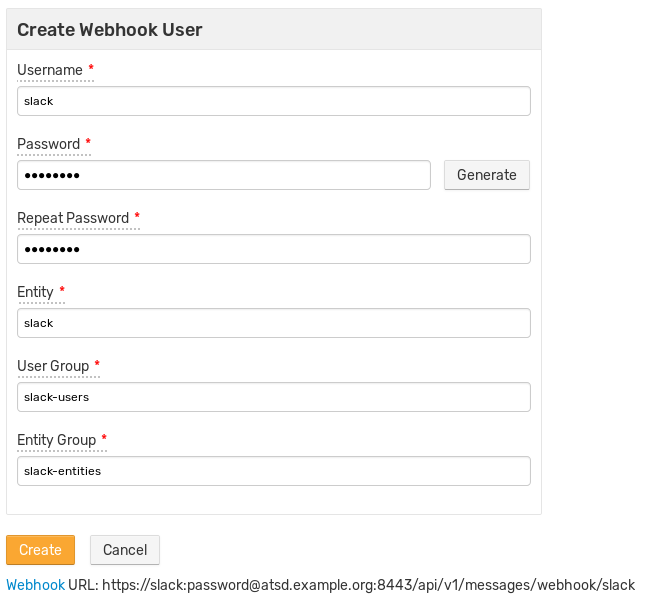 Create Webhook User
Username *
slack
Password *
••••••••
Generate
Repeat Password *
••••••••
Entity *
slack
User Group *
slack-users
Entity Group *
slack-entities
Create Cancel
Webhook URL: https://slack:password@atsd.example.org:8443/api/v1/messages/webhook/slack